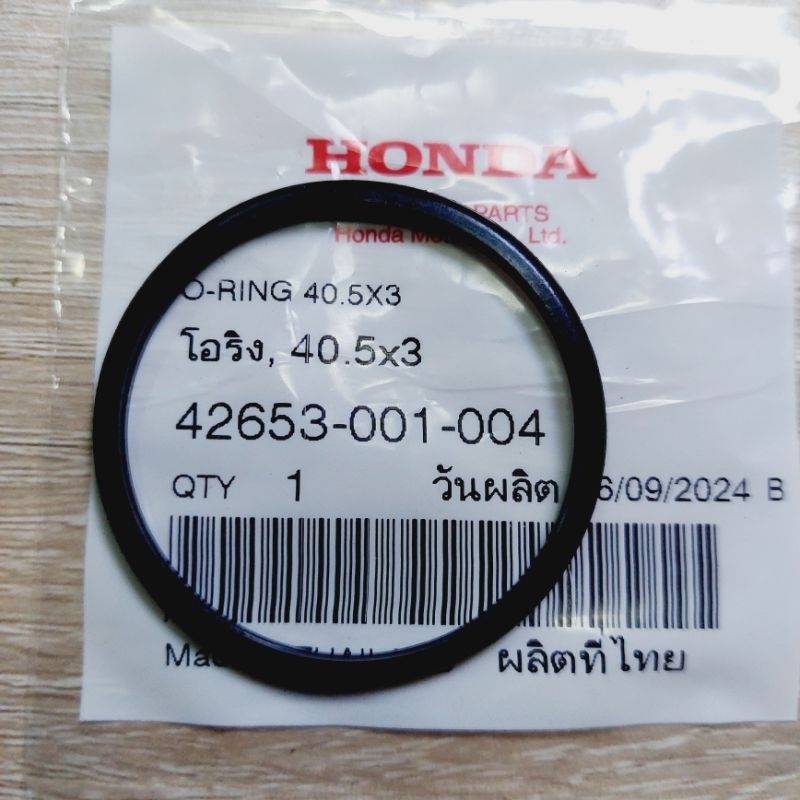 HONDA
PARTS
Honda Ltd.
O-RING 40.5X3
โอริง, 40.5x3
42653-001-004
QTY 1 วันผลิต 6/09/2024 B
ผลิตที่ไทย